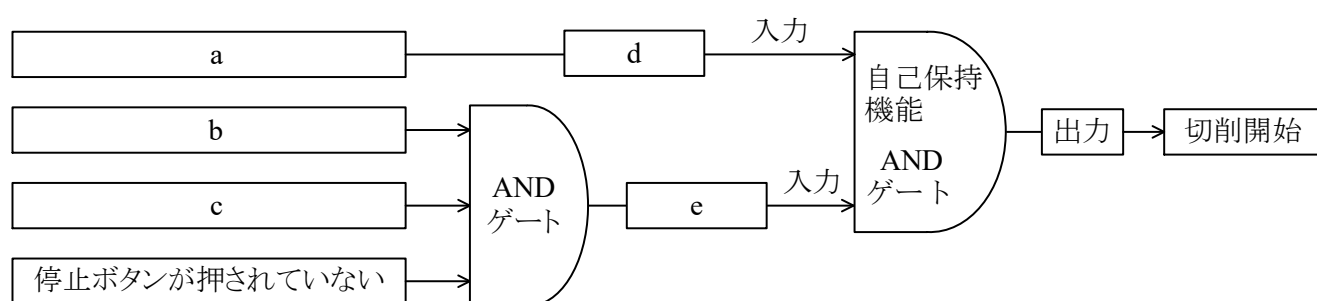 a
d
入力
自己保持
機能
AND
ゲート
出力
切削開始
b
c
AND
ゲート
e
入力
停止ボタンが押されていない